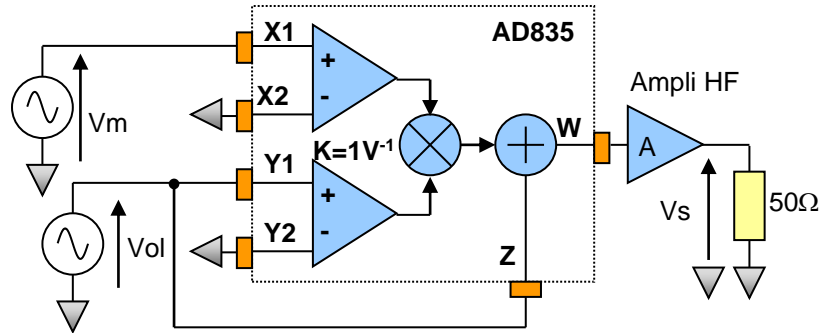 X1
AD835
+
-
X2
Vm
Ampli HF
K=1V⁻¹
W
A
Y1
+
-
Y2
Vol
Z
Vs
50Ω